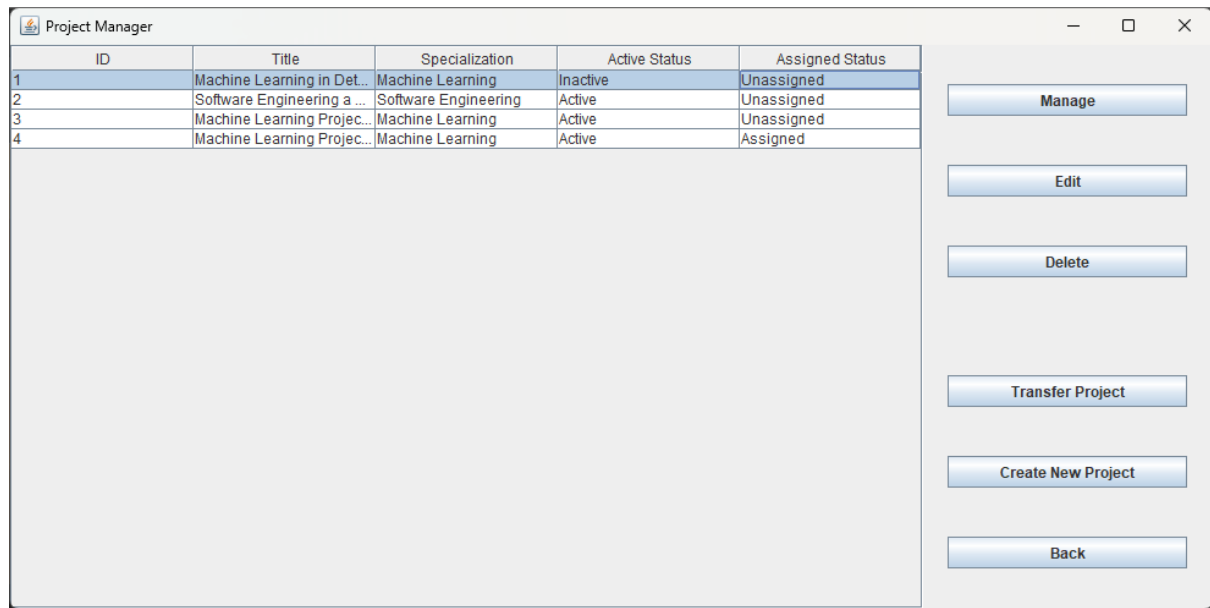 Project Manager
ID Title Specialization Active Status Assigned Status
1 Machine Learning in Det... Machine Learning Inactive Unassigned
2 Software Engineering a ... Software Engineering Active Unassigned
3 Machine Learning Projec... Machine Learning Active Unassigned
4 Machine Learning Projec... Machine Learning Active Assigned
Manage
Edit
Delete
Transfer Project
Create New Project
Back